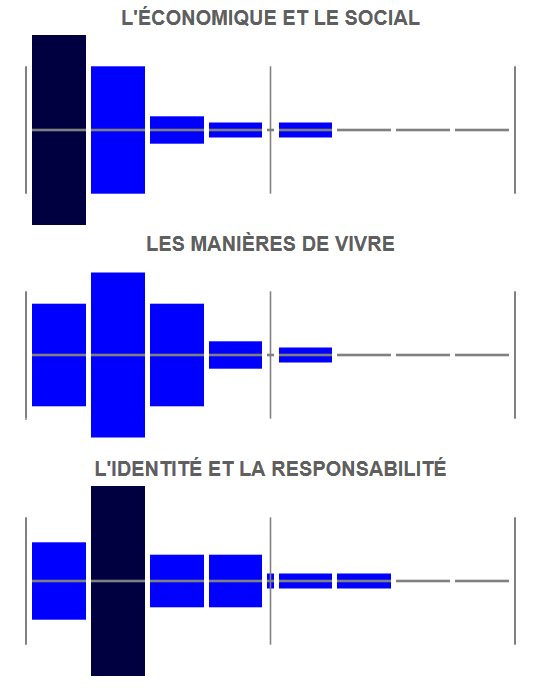 L'ÉCONOMIQUE ET LE SOCIAL
LES MANIÈRES DE VIVRE
L'IDENTITÉ ET LA RESPONSABILITÉ